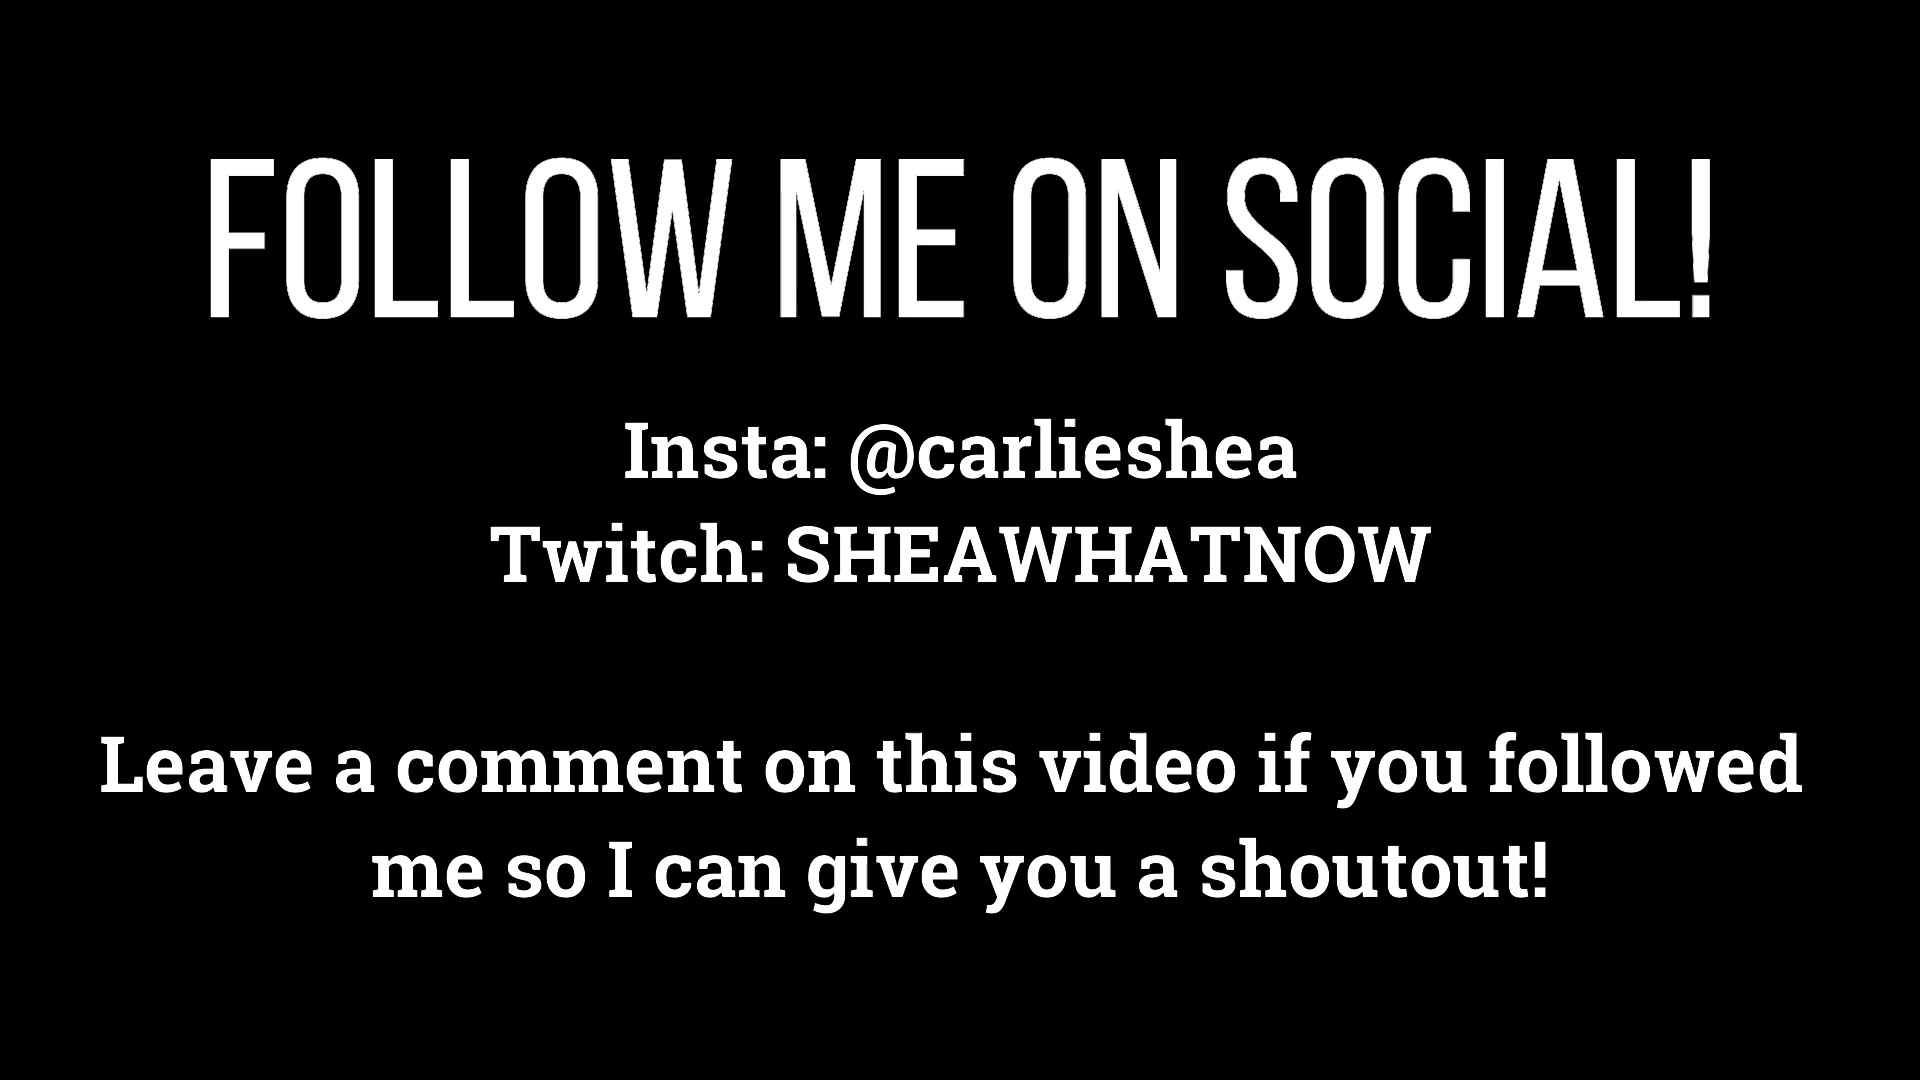 FOLLOW ME ON SOCIAL!
Insta: @carlieshea
Twitch: SHEAWHATNOW
Leave a comment on this video if you followed
me so I can give you a shoutout!